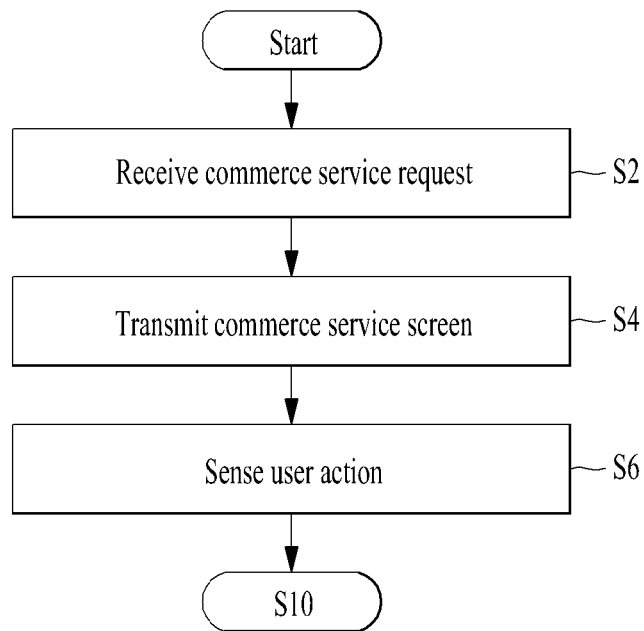 Start
Receive commerce service request
S2
Transmit commerce service screen
S4
Sense user action
S6
S10